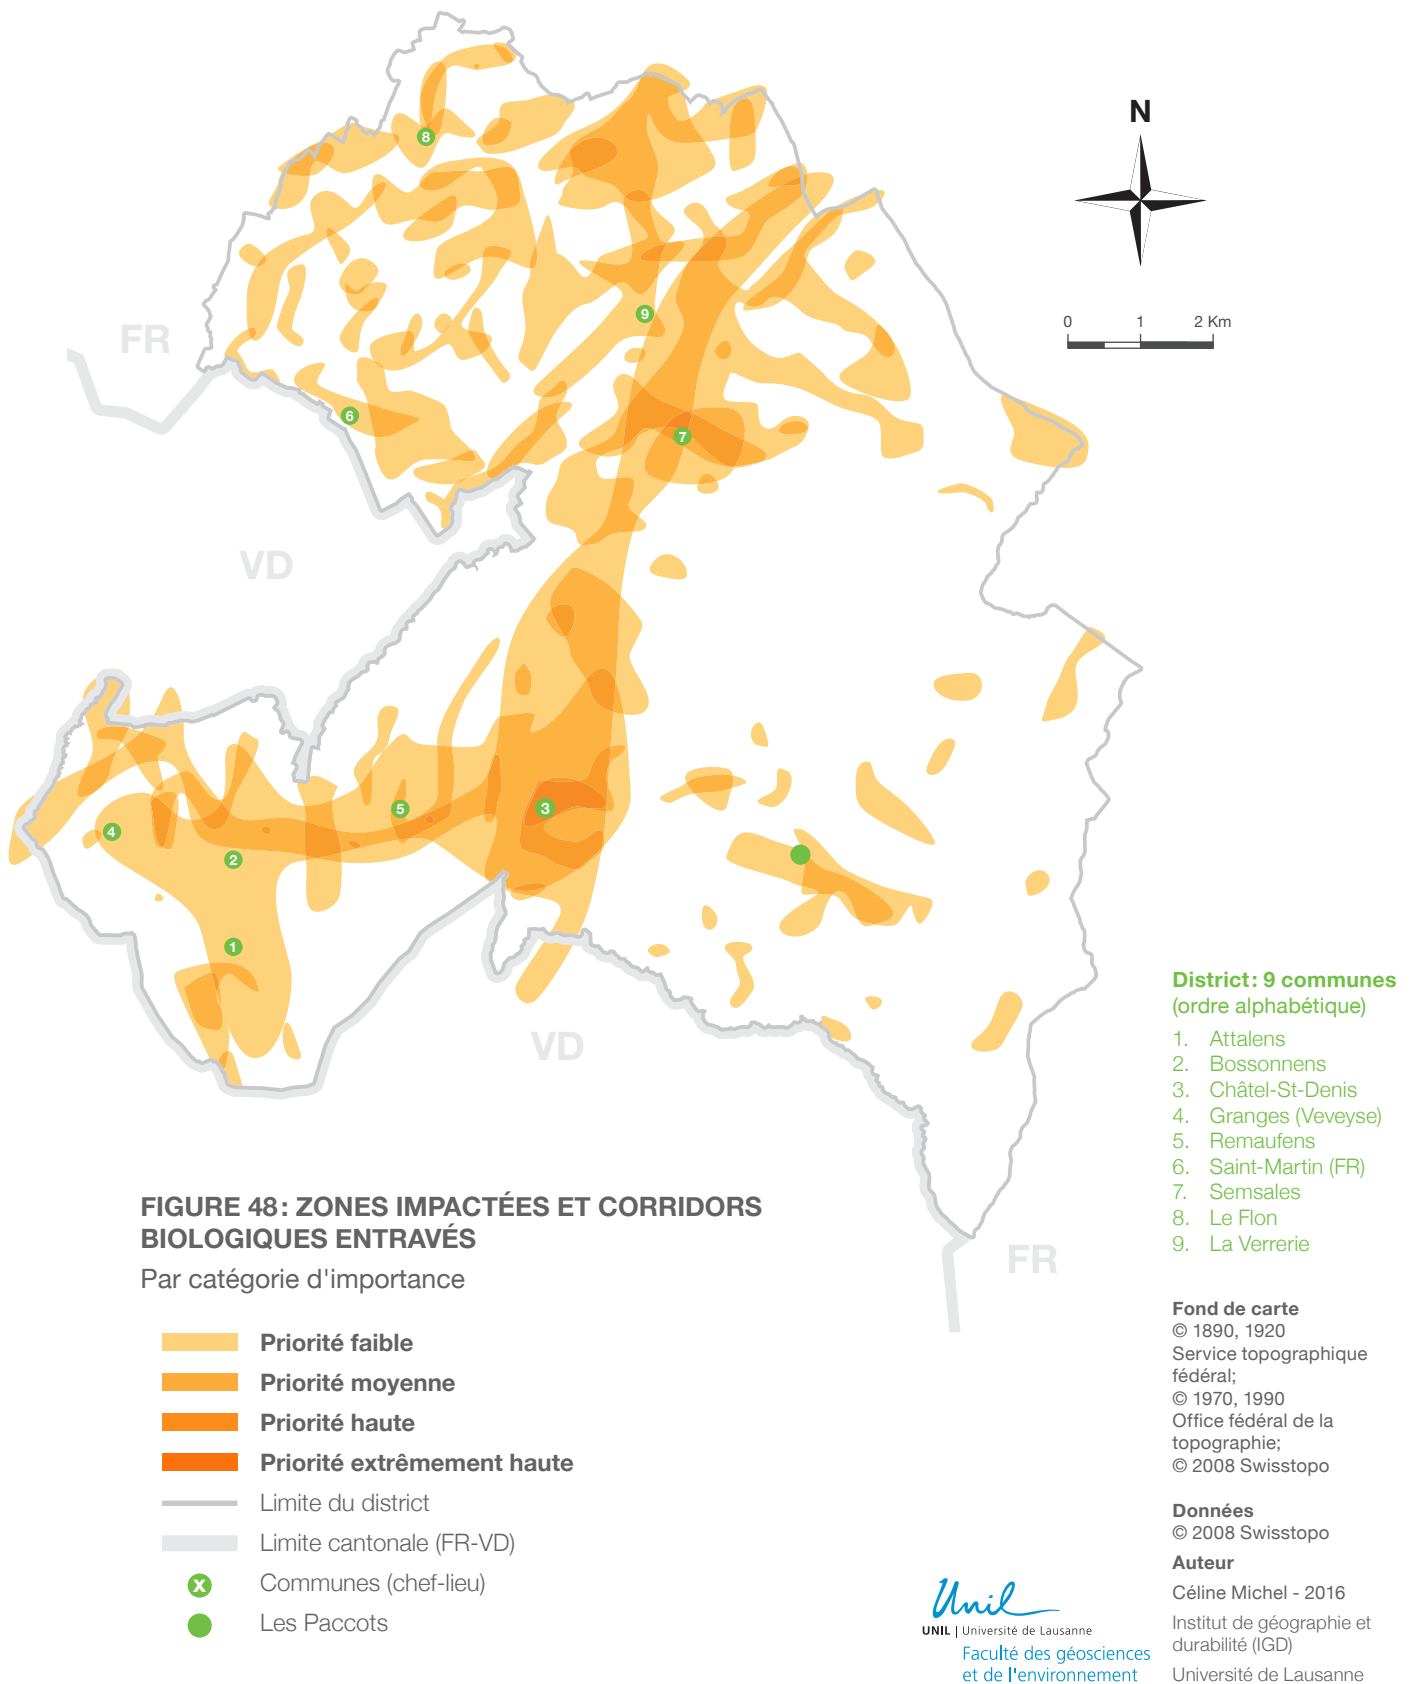 N
0 1 2 Km
8
9
FR
6
7
VD
5
3
4
2
1
VD
FR
District: 9 communes
(ordre alphabétique)
1. Attalens
2. Bossonnens
3. Châtel-St-Denis
4. Granges (Veveyse)
5. Remaufens
6. Saint-Martin (FR)
7. Semsales
8. Le Flon
9. La Verrerie
FIGURE 48: ZONES IMPACTÉES ET CORRIDORS
BIOLOGIQUES ENTRAVÉS
Par catégorie d'importance
Priorité faible
Priorité moyenne
Priorité haute
Priorité extrêmement haute
Limite du district
Limite cantonale (FR-VD)
X Communes (chef-lieu)
Les Paccots
Fond de carte
© 1890, 1920
Service topographique
fédéral;
© 1970, 1990
Office fédéral de la
topographie;
© 2008 Swisstopo
Données
© 2008 Swisstopo
Auteur
Céline Michel - 2016
Institut de géographie et
durabilité (IGD)
Université de Lausanne
Unil
UNIL | Université de Lausanne
Faculté des géosciences
et de l'environnement